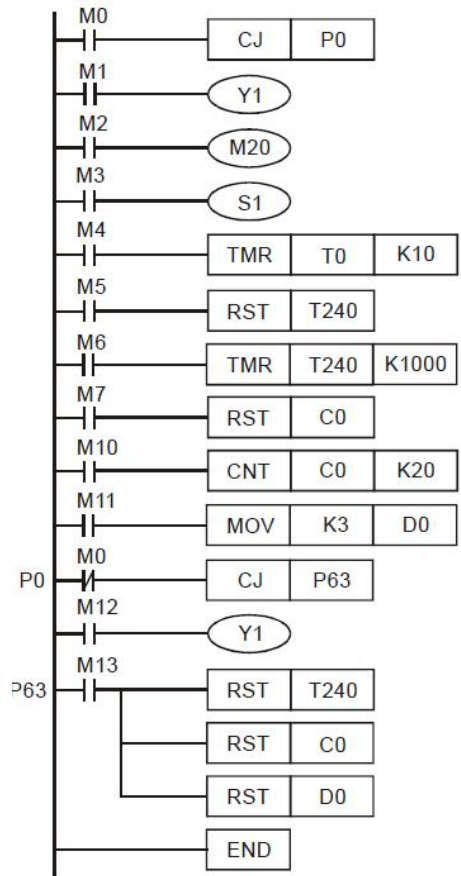 M0
CJ P0
M1
Y1
M2
M20
M3
S1
M4
TMR T0 K10
M5
RST T240
M6
TMR T240 K1000
M7
RST C0
M10
CNT C0 K20
M11
MOV K3 D0
M0
P0 CJ P63
M12
Y1
M13
P63 RST T240
RST C0
RST D0
END